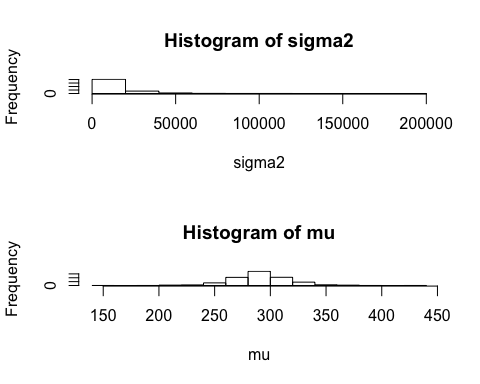 Histogram of sigma2
Frequency
0
0 50000 100000 150000 200000
sigma2
Histogram of mu
Frequency
0
150 200 250 300 350 400 450
mu